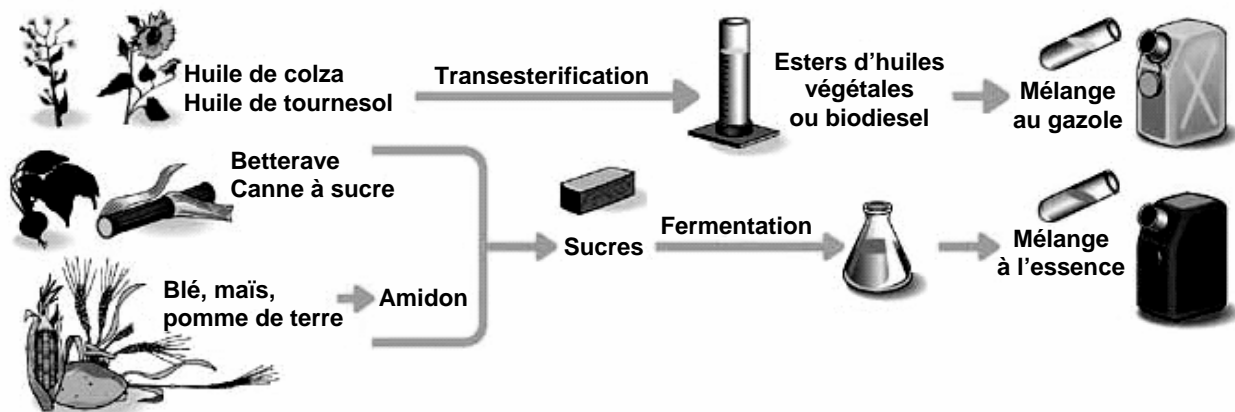 Huile de colza
Huile de tournesol
Transesterification
Esters d’huiles
végétales
ou biodiesel
Mélange
au gazole
Betterave
Canne à sucre
Blé, maïs,
pomme de terre
Amidon
Sucres
Fermentation
Mélange
à l’essence